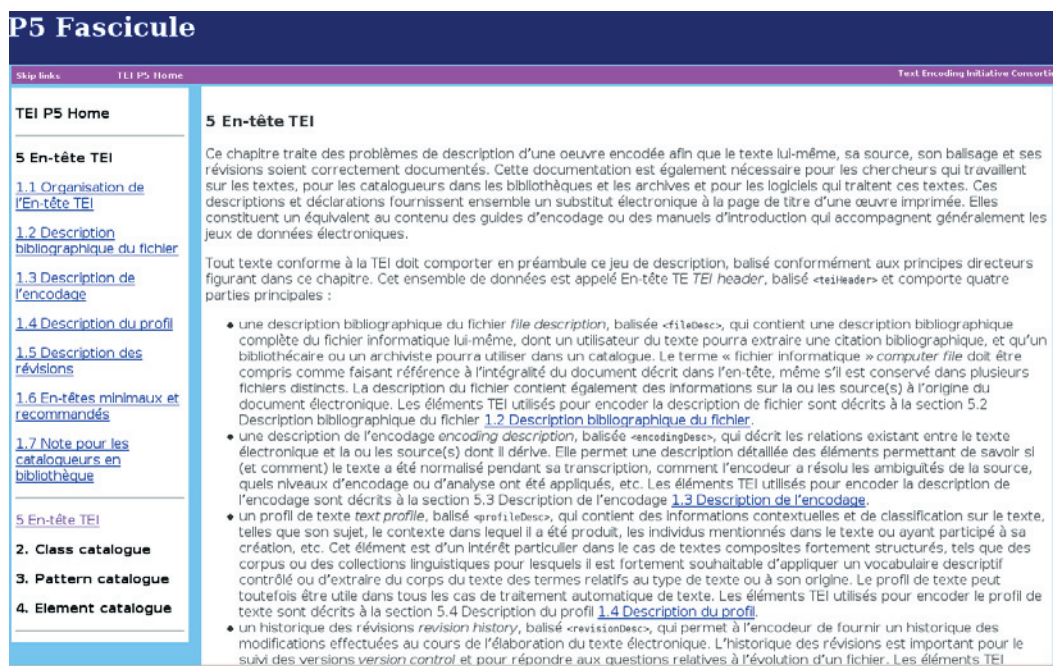 P5 Fascicule
Skip links TEI P5 Home Text Encoding Initiative Consorti
TEI P5 Home
5 En-tête TEI
1.1 Organisation de
l'En-tête TEI
1.2 Description
bibliographique du fichier
1.3 Description de
l'encodage
1.4 Description du profil
1.5 Description des
révisions
1.6 En-têtes minimaux et
recommandés
1.7 Note pour les
catalogueurs en
bibliothèque
5 En-tête TEI
2. Class catalogue
3. Pattern catalogue
4. Element catalogue
5 En-tête TEI
Ce chapitre traite des problèmes de description d'une oeuvre encodée afin que le texte lui-même, sa source, son balisage et ses
révisions soient correctement documentés. Cette documentation est également nécessaire pour les chercheurs qui travaillent
sur les textes, pour les catalogueurs dans les bibliothèques et les archives et pour les logiciels qui traitent ces textes. Ces
descriptions et déclarations fournissent ensemble un substitut électronique à la page de titre d'une œuvre imprimée. Elles
constituent un équivalent au contenu des guides d'encodage ou des manuels d'introduction qui accompagnent généralement les
jeux de données électroniques.
Tout texte conforme à la TEI doit comporter en préambule ce jeu de description, balisé conformément aux principes directeurs
figurant dans ce chapitre. Cet ensemble de données est appelé En-tête TE TEI header, balisé <teiHeader> et comporte quatre
parties principales :
• une description bibliographique du fichier file description, balisée <fileDesc>, qui contient une description bibliographique
complète du fichier informatique lui-même, dont un utilisateur du texte pourra extraire une citation bibliographique, et qu'un
bibliothécaire ou un archiviste pourra utiliser dans un catalogue. Le terme « fichier informatique » computer file doit être
compris comme faisant référence à l'intégralité du document décrit dans l'en-tête, même s'il est conservé dans plusieurs
fichiers distincts. La description du fichier contient également des informations sur la ou les source(s) à l'origine du
document électronique. Les éléments TEI utilisés pour encoder la description de fichier sont décrits à la section 5.2
Description bibliographique du fichier 1.2 Description bibliographique du fichier.
• une description de l'encodage encoding description, balisée <encodingDesc>, qui décrit les relations existant entre le texte
électronique et la ou les source(s) dont il dérive. Elle permet une description détaillée des éléments permettant de savoir si
(et comment) le texte a été normalisé pendant sa transcription, comment l'encodeur a résolu les ambiguïtés de la source,
quels niveaux d'encodage ou d'analyse ont été appliqués, etc. Les éléments TEI utilisés pour encoder la description de
l'encodage sont décrits à la section 5.3 Description de l'encodage 1.3 Description de l'encodage.
• un profil de texte text profile, balisé <profileDesc>, qui contient des informations contextuelles et de classification sur le texte,
telles que son sujet, le contexte dans lequel il a été produit, les individus mentionnés dans le texte ou ayant participé à sa
création, etc. Cet élément est d'un intérêt particulier dans le cas de textes composites fortement structurés, tels que des
corpus ou des collections linguistiques pour lesquels il est fortement souhaitable d'appliquer un vocabulaire descriptif
contrôlé ou d'extraire du corps du texte des termes relatifs au type de texte ou à son origine. Le profil de texte peut
toutefois être utile dans tous les cas de traitement automatique de texte. Les éléments TEI utilisés pour encoder le profil de
texte sont décrits à la section 5.4 Description du profil 1.4 Description du profil.
• un historique des révisions revision history, balisé <revisionDesc>, qui permet à l'encodeur de fournir un historique des
modifications effectuées au cours de l'élaboration du texte électronique. L'historique des révisions est important pour le
suivi des versions version control et pour répondre aux questions relatives à l'évolution d'un fichier. Les éléments TEI